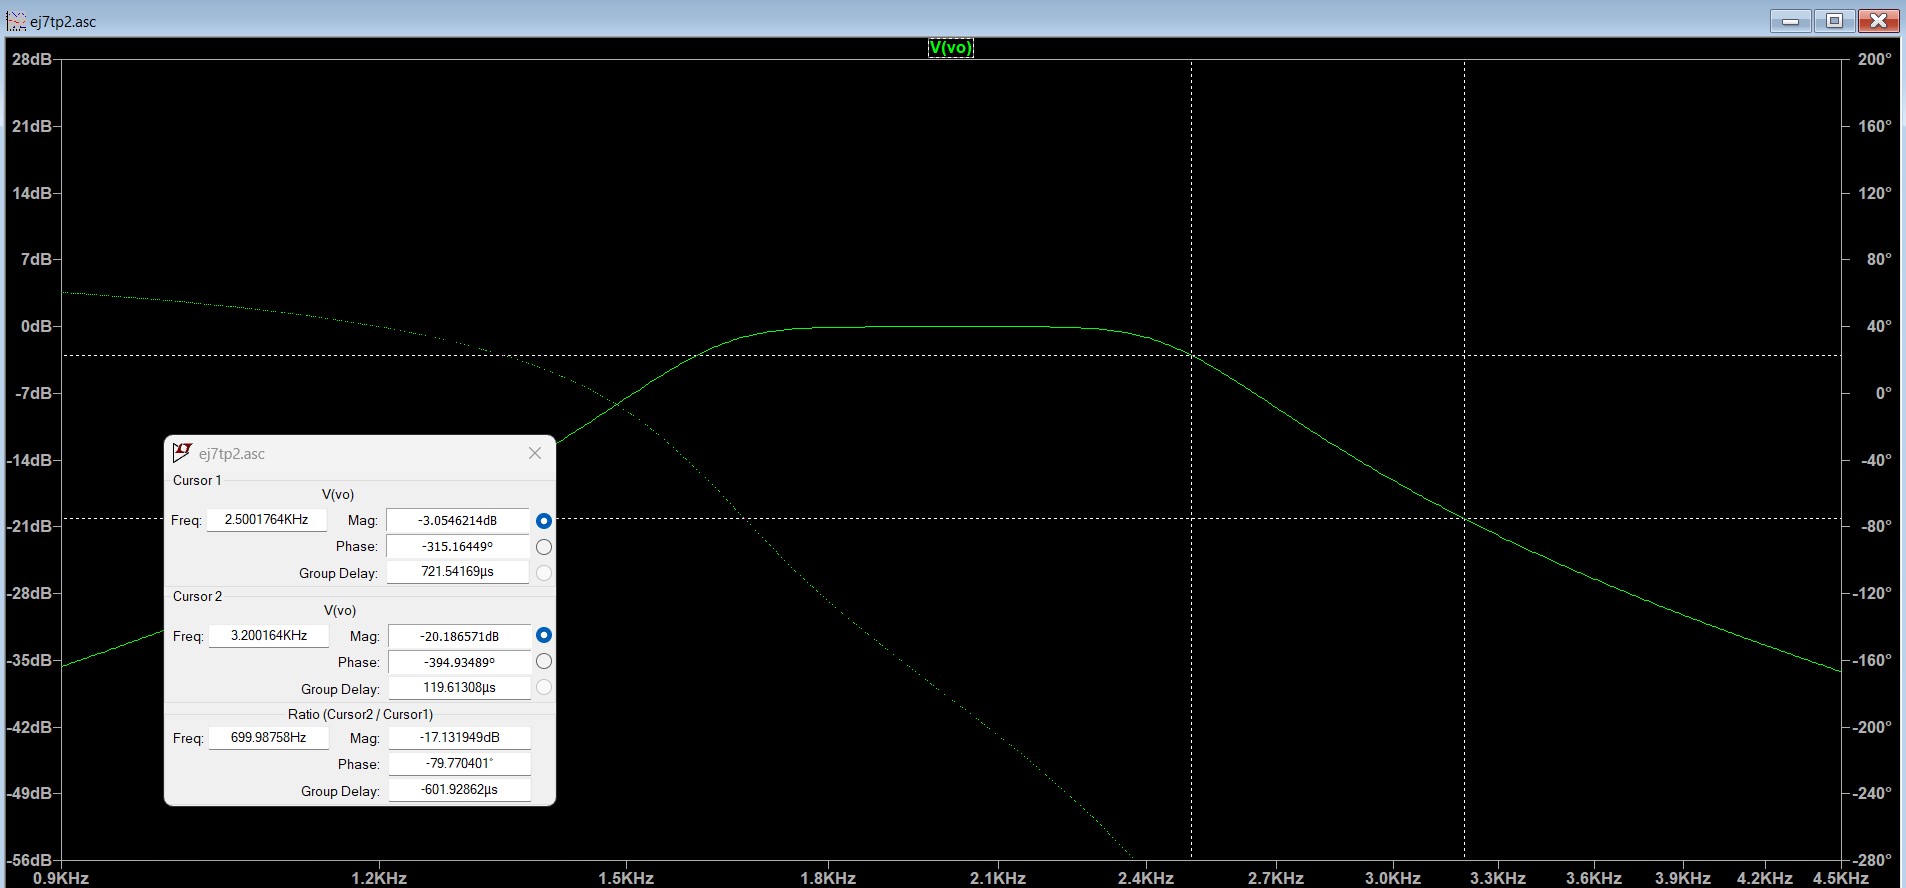 ej7tp2.asc
V(vo)
28dB
21dB
14dB
7dB
0dB
-7dB
-14dB
-21dB
-28dB
-35dB
-42dB
-49dB
-56dB
200°
160°
120°
80°
40°
0°
-40°
-80°
-120°
-160°
-200°
-240°
-280°
0.9KHz 1.2KHz 1.5KHz 1.8KHz 2.1KHz 2.4KHz 2.7KHz 3.0KHz 3.3KHz 3.6KHz 3.9KHz 4.2KHz 4.5KHz
ej7tp2.asc
Cursor 1
V(vo)
Freq: 2.5001764KHz Mag: -3.0546214dB
Phase: -315.16449°
Group Delay: 721.54169µs
Cursor 2
V(vo)
Freq: 3.200164KHz Mag: -20.186571dB
Phase: -394.93489°
Group Delay: 119.61308µs
Ratio (Cursor2 / Cursor1)
Freq: 699.98758Hz Mag: -17.131949dB
Phase: -79.770401°
Group Delay: -601.92862µs